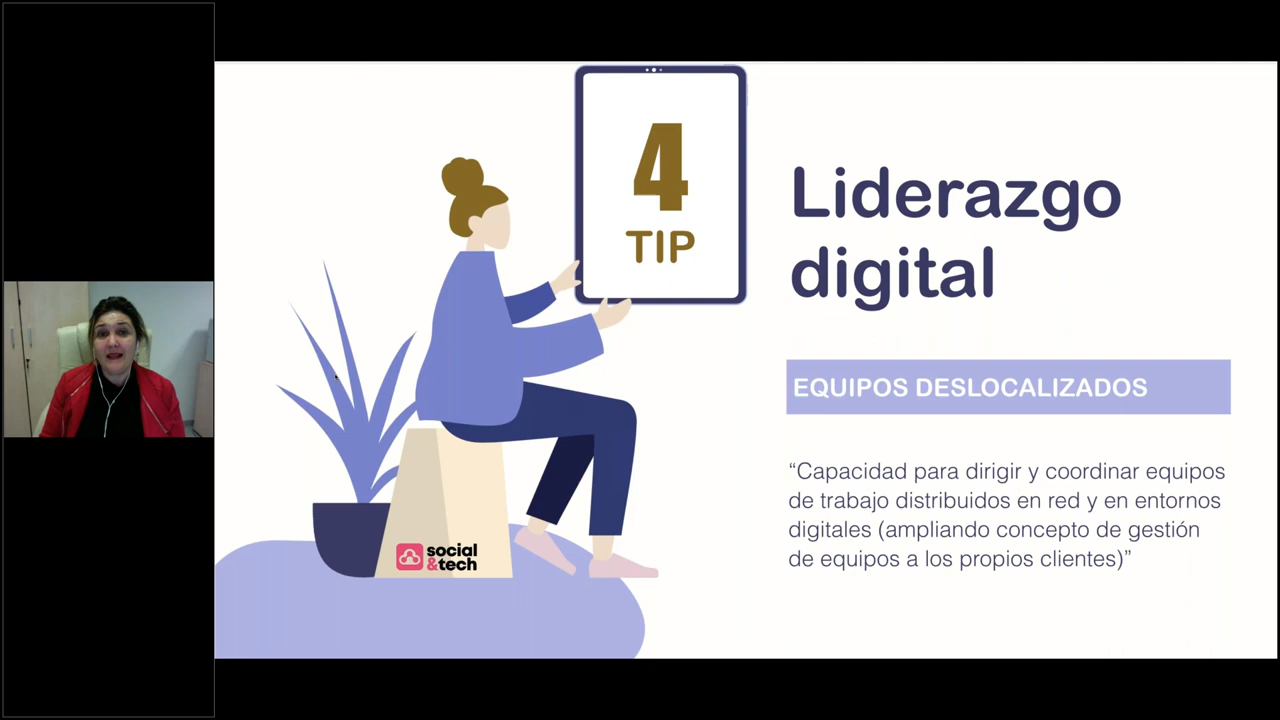 4
TIP
Liderazgo
digital
EQUIPOS DESLOCALIZADOS
“Capacidad para dirigir y coordinar equipos
de trabajo distribuidos en red y en entornos
digitales (ampliando concepto de gestión
de equipos a los propios clientes)”
social
&tech